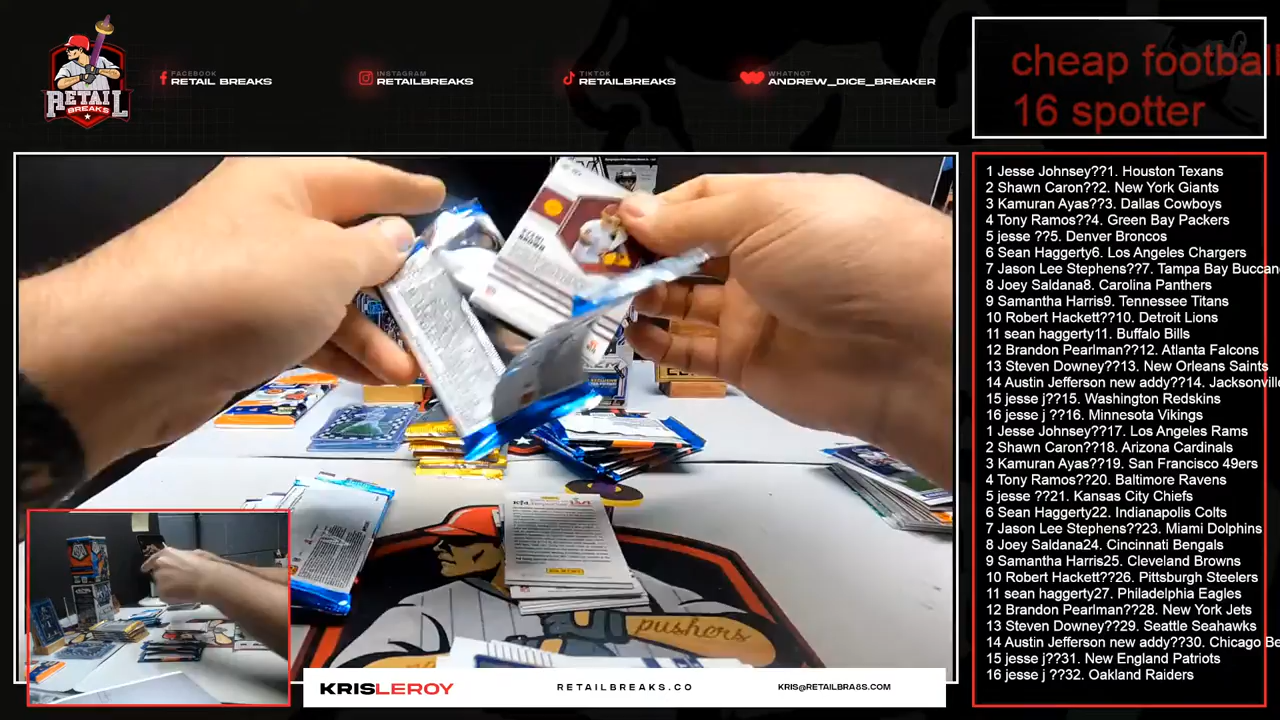 FACEBOOK
RETAIL BREAKS
INSTAGRAM
RETAILBREAKS
TIKTOK
RETAILBREAKS
WHATNOT
ANDREW_DICE_BREAKER
RETAIL
BREAKS
cheap football
16 spotter
1 Jesse Johnsey??1. Houston Texans
2 Shawn Caron??2. New York Giants
3 Kamuran Ayas??3. Dallas Cowboys
4 Tony Ramos??4. Green Bay Packers
5 jesse ??5. Denver Broncos
6 Sean Haggerty6. Los Angeles Chargers
7 Jason Lee Stephens??7. Tampa Bay Buccan
8 Joey Saldana8. Carolina Panthers
9 Samantha Harris9. Tennessee Titans
10 Robert Hackett??10. Detroit Lions
11 sean haggerty11. Buffalo Bills
12 Brandon Pearlman??12. Atlanta Falcons
13 Steven Downey??13. New Orleans Saints
14 Austin Jefferson new addy??14. Jacksonville
15 jesse j??15. Washington Redskins
16 jesse j ??16. Minnesota Vikings
1 Jesse Johnsey??17. Los Angeles Rams
2 Shawn Caron??18. Arizona Cardinals
3 Kamuran Ayas??19. San Francisco 49ers
4 Tony Ramos??20. Baltimore Ravens
5 jesse ??21. Kansas City Chiefs
6 Sean Haggerty22. Indianapolis Colts
7 Jason Lee Stephens??23. Miami Dolphins
8 Joey Saldana24. Cincinnati Bengals
9 Samantha Harris25. Cleveland Browns
10 Robert Hackett??26. Pittsburgh Steelers
11 sean haggerty27. Philadelphia Eagles
12 Brandon Pearlman??28. New York Jets
13 Steven Downey??29. Seattle Seahawks
14 Austin Jefferson new addy??30. Chicago Be
15 jesse j??31. New England Patriots
16 jesse j ??32. Oakland Raiders
pushers
KRISLEROY
RETAILBREAKS.CO
KRIS@RETAILBRA8S.COM